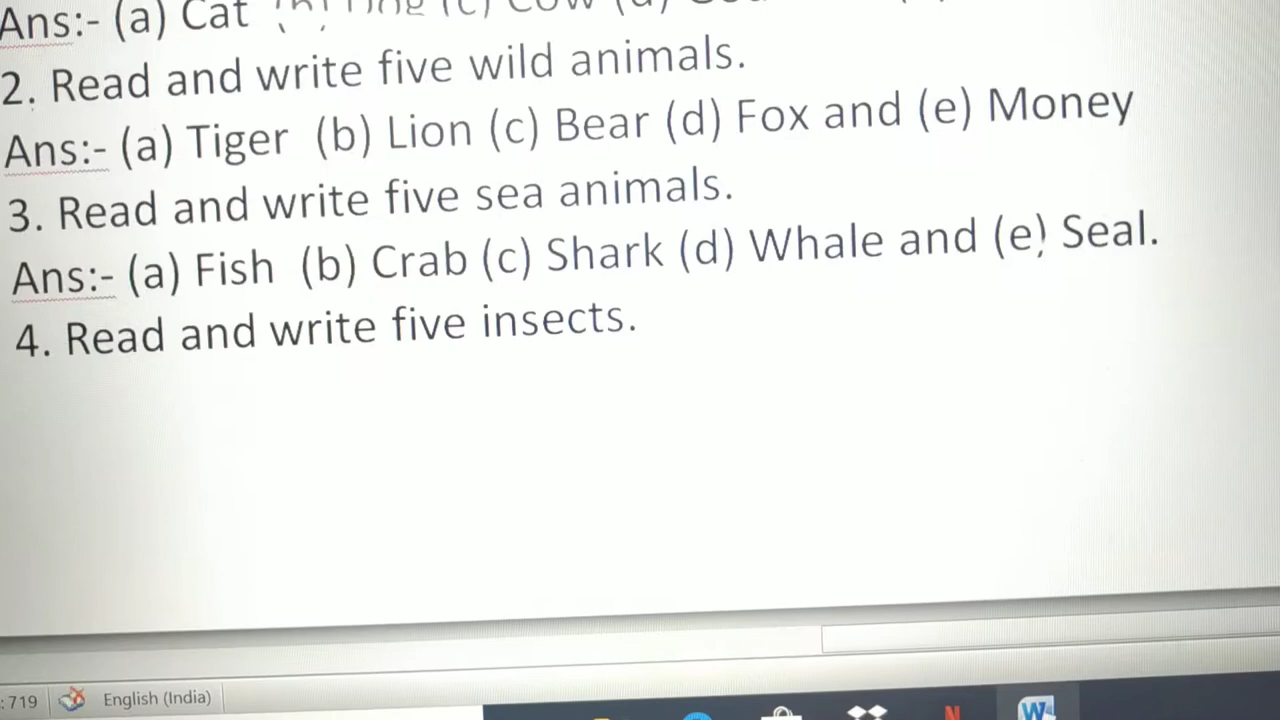 Ans:- (a) Cat (c) Cow
2. Read and write five wild animals.
Ans:- (a) Tiger (b) Lion (c) Bear (d) Fox and (e) Money
3. Read and write five sea animals.
Ans:- (a) Fish (b) Crab (c) Shark (d) Whale and (e) Seal.
4. Read and write five insects.
:719 English (India)
N W